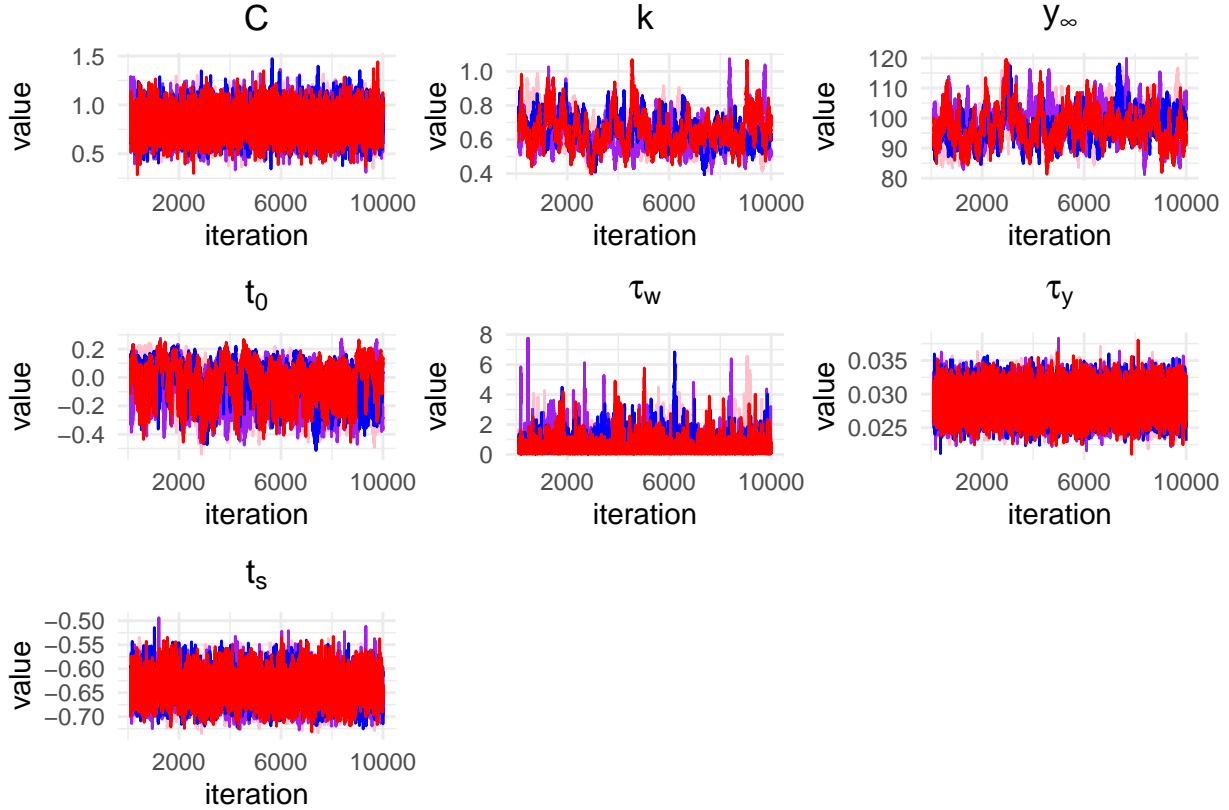 C k y∞
1.5 1.0 0.5 value 2000 6000 10000 iteration
1.0 0.8 0.6 0.4 value 2000 6000 10000 iteration
120 110 100 90 80 value 2000 6000 10000 iteration
t₀ τ_w τ_y
0.2 0.0 −0.2 −0.4 value 2000 6000 10000 iteration
8 6 4 2 0 value 2000 6000 10000 iteration
0.035 0.030 0.025 value 2000 6000 10000 iteration
t_s
−0.50 −0.55 −0.60 −0.65 −0.70 value 2000 6000 10000 iteration